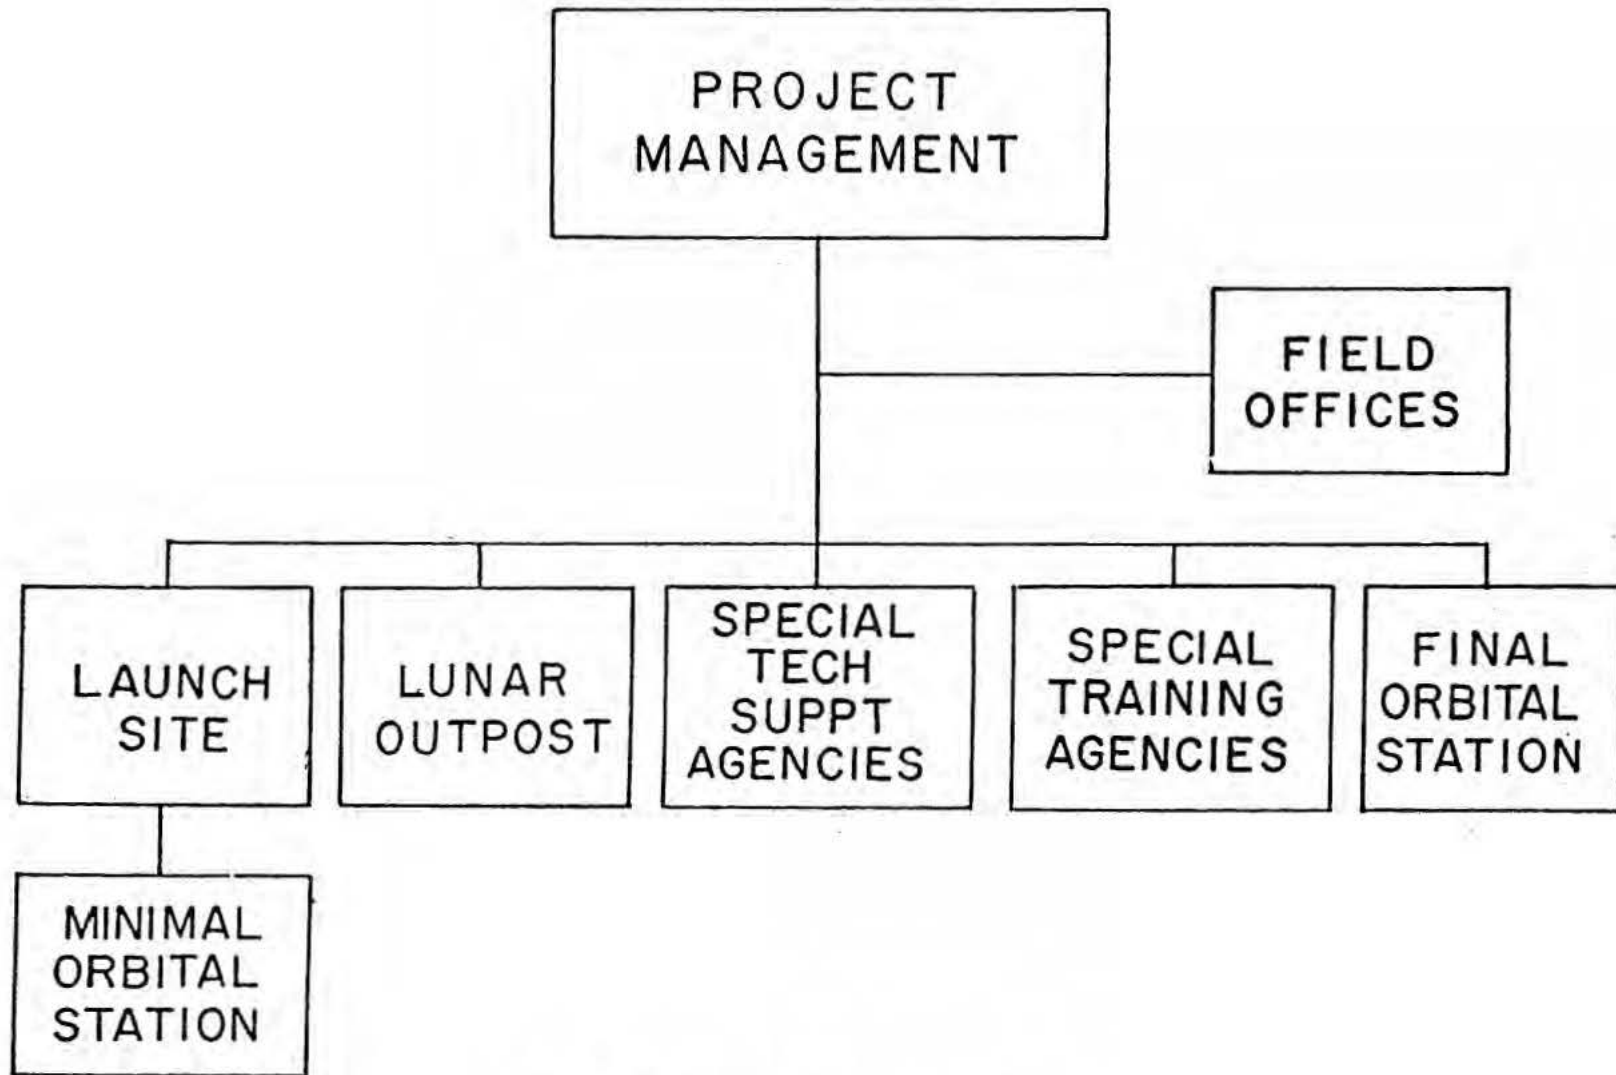 PROJECT
MANAGEMENT
FIELD
OFFICES
LAUNCH
SITE
LUNAR
OUTPOST
SPECIAL
TECH
SUPPT
AGENCIES
SPECIAL
TRAINING
AGENCIES
FINAL
ORBITAL
STATION
MINIMAL
ORBITAL
STATION